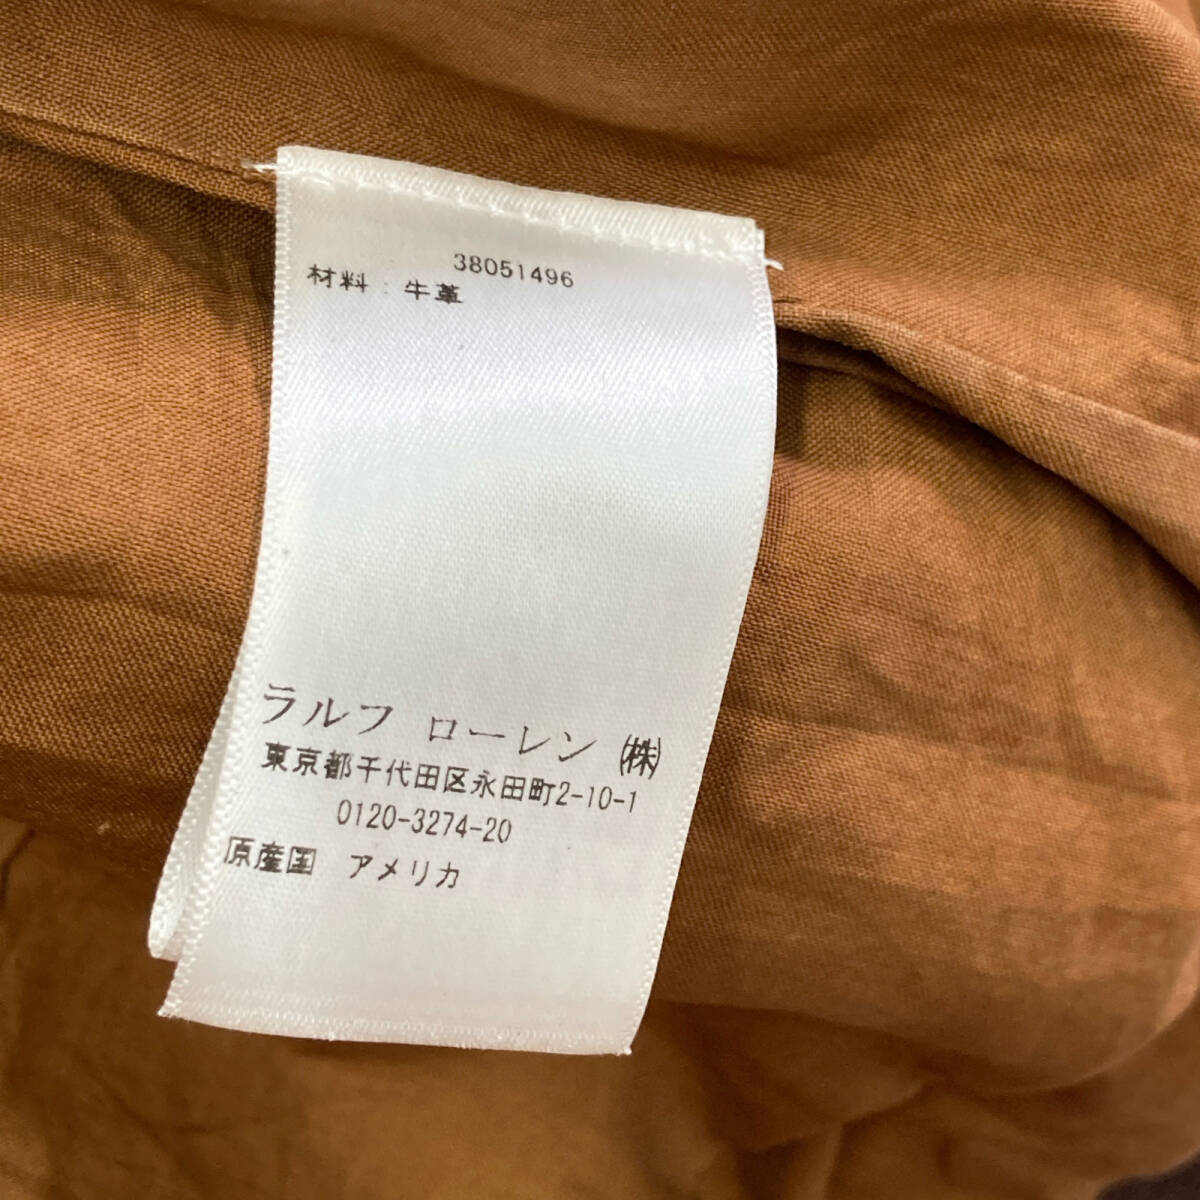 38051496
材料:牛革
ラルフ ローレン ㈱
東京都千代田区永田町2-10-1
0120-3274-20
原産国 アメリカ